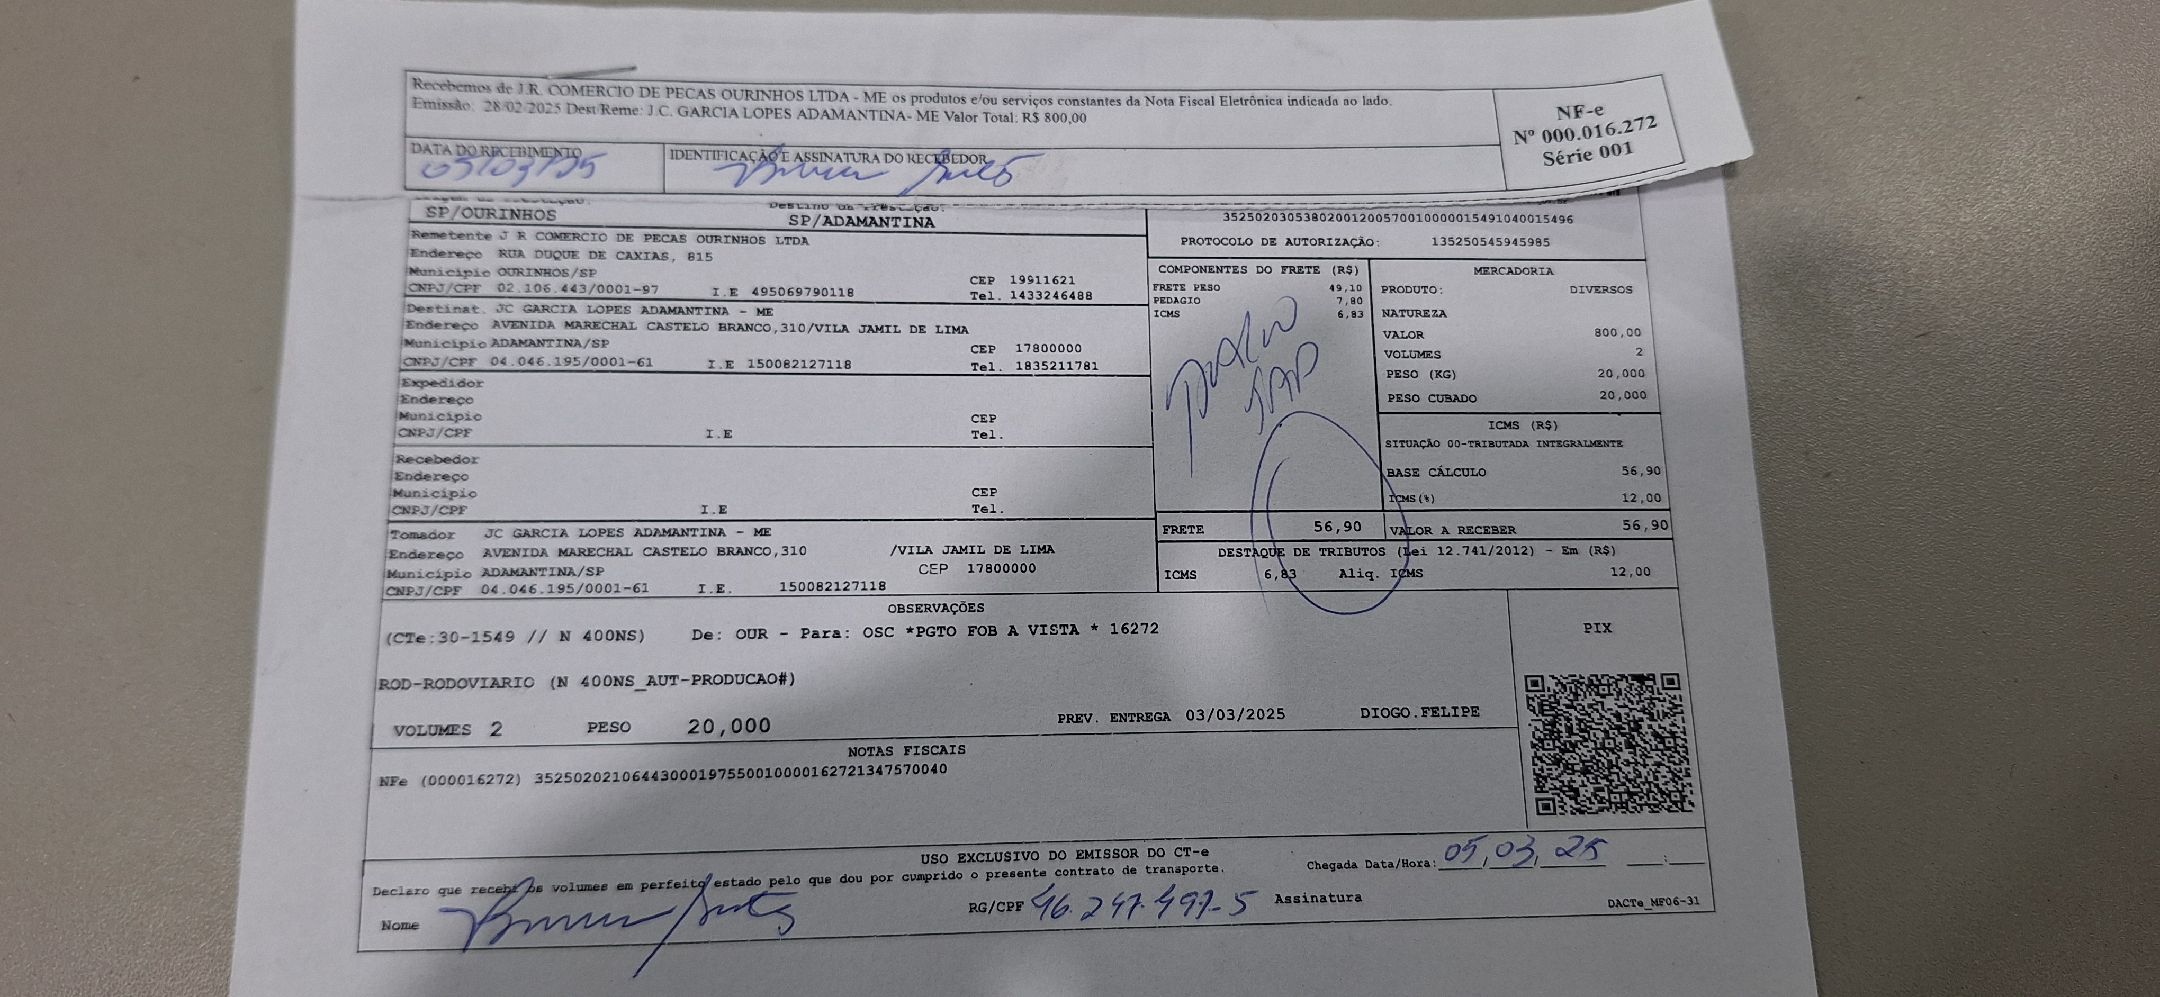 Recebemos de J.R. COMERCIO DE PECAS OURINHOS LTDA - ME os produtos e/ou serviços constantes da Nota Fiscal Eletrônica indicada ao lado.
Emissão: 28/02/2025 Dest/Reme: J.C. GARCIA LOPES ADAMANTINA- ME Valor Total: R$ 800,00
NF-e
Nº 000.016.272
Série 001
DATA DO RECEBIMENTO
IDENTIFICAÇÃO E ASSINATURA DO RECEBEDOR
05/03/25
SP/OURINHOS
Destino da Prestação:
SP/ADAMANTINA
35250203053802001200570010000015491040015496
PROTOCOLO DE AUTORIZAÇÃO: 135250545945985
Remetente J R COMERCIO DE PECAS OURINHOS LTDA
Endereço RUA DUQUE DE CAXIAS, 815
Município OURINHOS/SP CEP 19911621
CNPJ/CPF 02.106.443/0001-97 I.E 495069790118 Tel. 1433246488
Destinat. JC GARCIA LOPES ADAMANTINA - ME
Endereço AVENIDA MARECHAL CASTELO BRANCO,310/VILA JAMIL DE LIMA
Município ADAMANTINA/SP CEP 17800000
CNPJ/CPF 04.046.195/0001-61 I.E 150082127118 Tel. 1835211781
Expedidor
Endereço
Município CEP
CNPJ/CPF I.E Tel.
Recebedor
Endereço
Município CEP
CNPJ/CPF I.E Tel.
Tomador JC GARCIA LOPES ADAMANTINA - ME
Endereço AVENIDA MARECHAL CASTELO BRANCO,310 /VILA JAMIL DE LIMA
Município ADAMANTINA/SP CEP 17800000
CNPJ/CPF 04.046.195/0001-61 I.E. 150082127118
COMPONENTES DO FRETE (R$)
FRETE PESO 49,10
PEDAGIO 7,80
ICMS 6,83
MERCADORIA
PRODUTO: DIVERSOS
NATUREZA
VALOR 800,00
VOLUMES 2
PESO (KG) 20,000
PESO CUBADO 20,000
ICMS (R$)
SITUAÇÃO 00-TRIBUTADA INTEGRALMENTE
BASE CÁLCULO 56,90
ICMS(%) 12,00
FRETE 56,90
VALOR A RECEBER 56,90
DESTAQUE DE TRIBUTOS (Lei 12.741/2012) - Em (R$)
ICMS 6,83 Aliq. ICMS 12,00
OBSERVAÇÕES
(CTe:30-1549 // N 400NS) De: OUR - Para: OSC *PGTO FOB A VISTA * 16272
ROD-RODOVIARIO (N 400NS_AUT-PRODUCAO#)
VOLUMES 2 PESO 20,000 PREV. ENTREGA 03/03/2025 DIOGO.FELIPE
PIX
NOTAS FISCAIS
NFe (000016272) 35250202106443000197550010000162721347570040
USO EXCLUSIVO DO EMISSOR DO CT-e
Declaro que recebi os volumes em perfeito estado pelo que dou por cumprido o presente contrato de transporte.
Chegada Data/Hora: 05,03,25 __:__
Nome
RG/CPF 46.247.497-5 Assinatura
DACTe_MF06-31